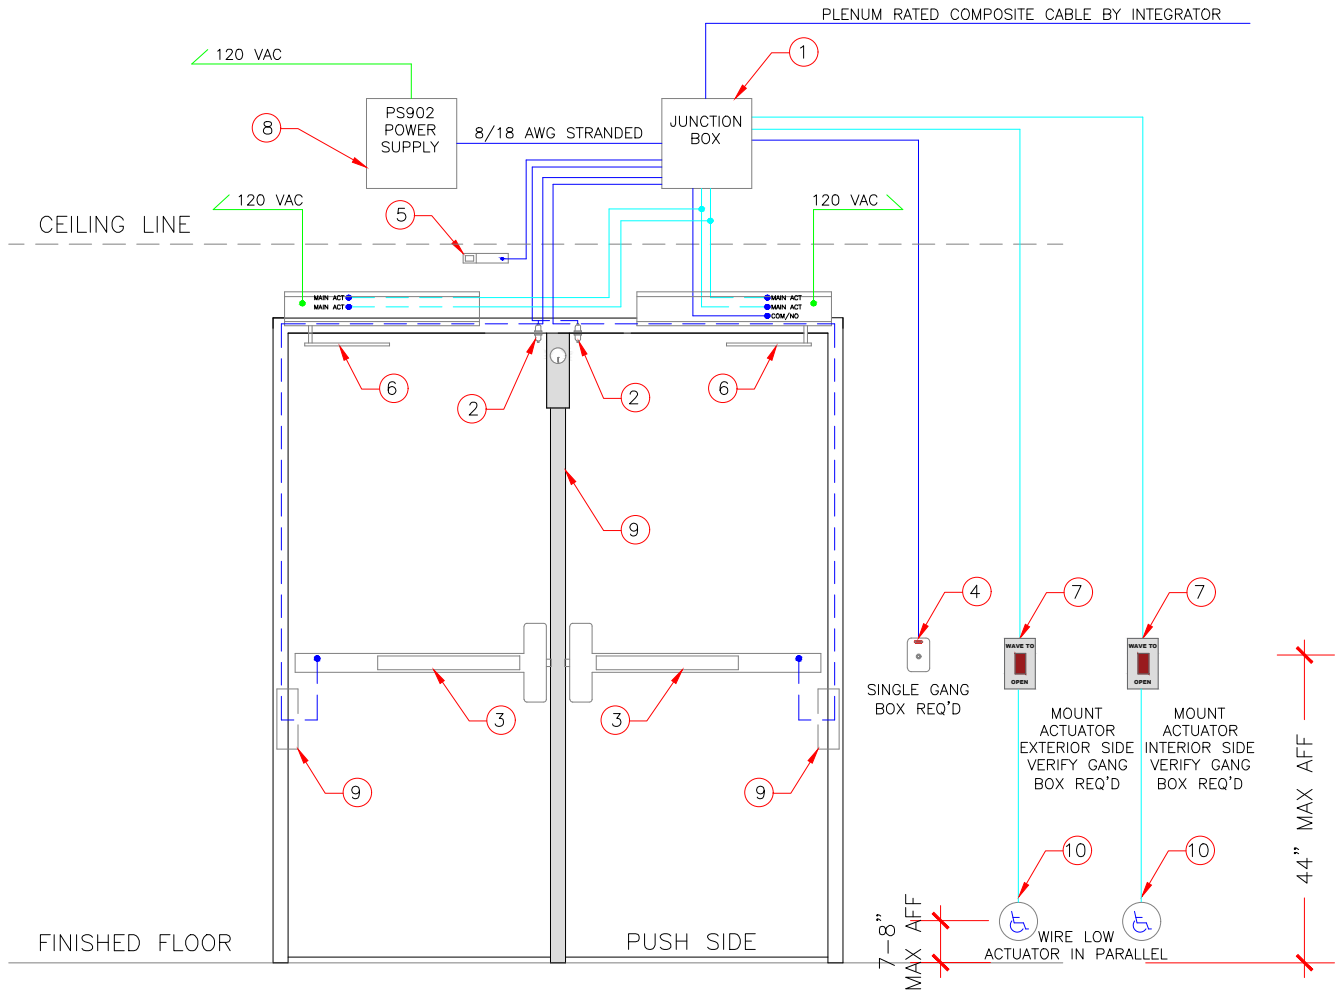 PLENUM RATED COMPOSITE CABLE BY INTEGRATOR
120 VAC
1
PS902
POWER
SUPPLY
8
8/18 AWG STRANDED
JUNCTION
BOX
120 VAC
120 VAC
CEILING LINE
5
MAIN ACT
MAIN ACT
MAIN ACT
MAIN ACT
COM/NO
6
2
2
6
9
4
7
7
WAVE TO
OPEN
WAVE TO
OPEN
SINGLE GANG
BOX REQ'D
3
3
MOUNT
ACTUATOR
EXTERIOR SIDE
VERIFY GANG
BOX REQ'D
MOUNT
ACTUATOR
INTERIOR SIDE
VERIFY GANG
BOX REQ'D
9
9
44" MAX AFF
10
10
7-8"
MAX AFF
FINISHED FLOOR
PUSH SIDE
WIRE LOW
ACTUATOR IN PARALLEL